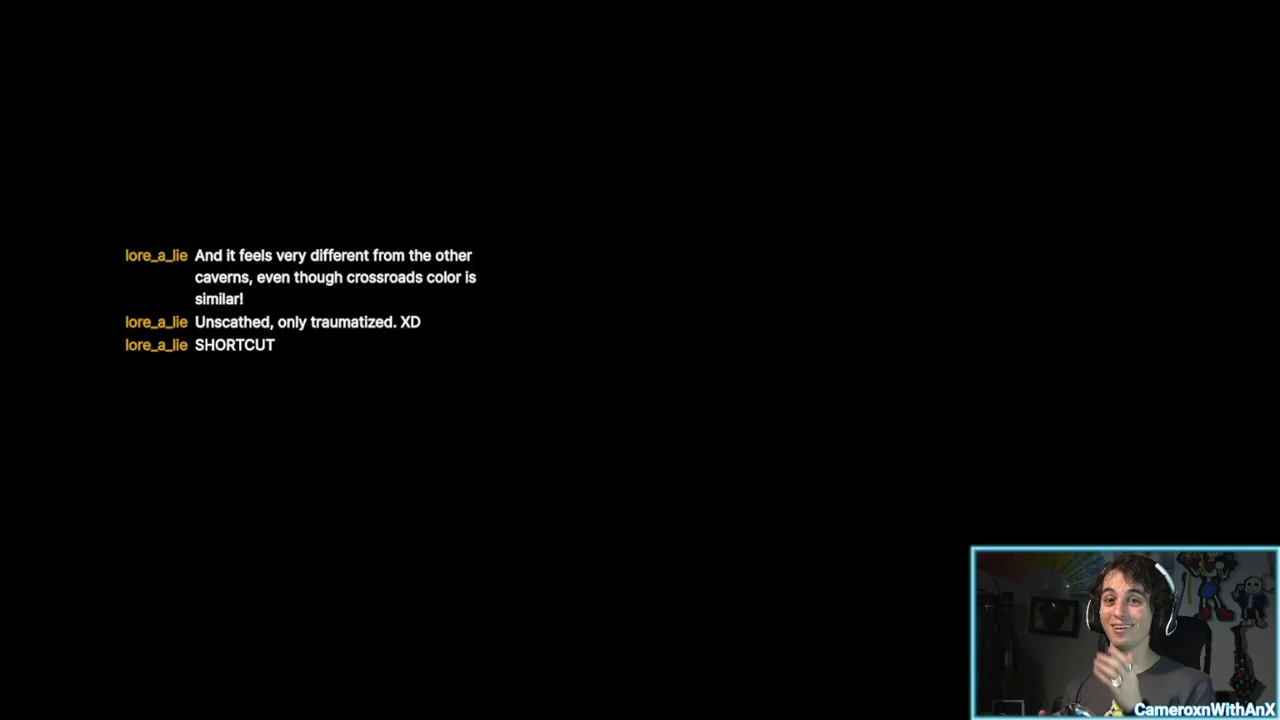 lore_a_lie And it feels very different from the other
caverns, even though crossroads color is
similar!
lore_a_lie Unscathed, only traumatized. XD
lore_a_lie SHORTCUT
CameroxnWithAnX